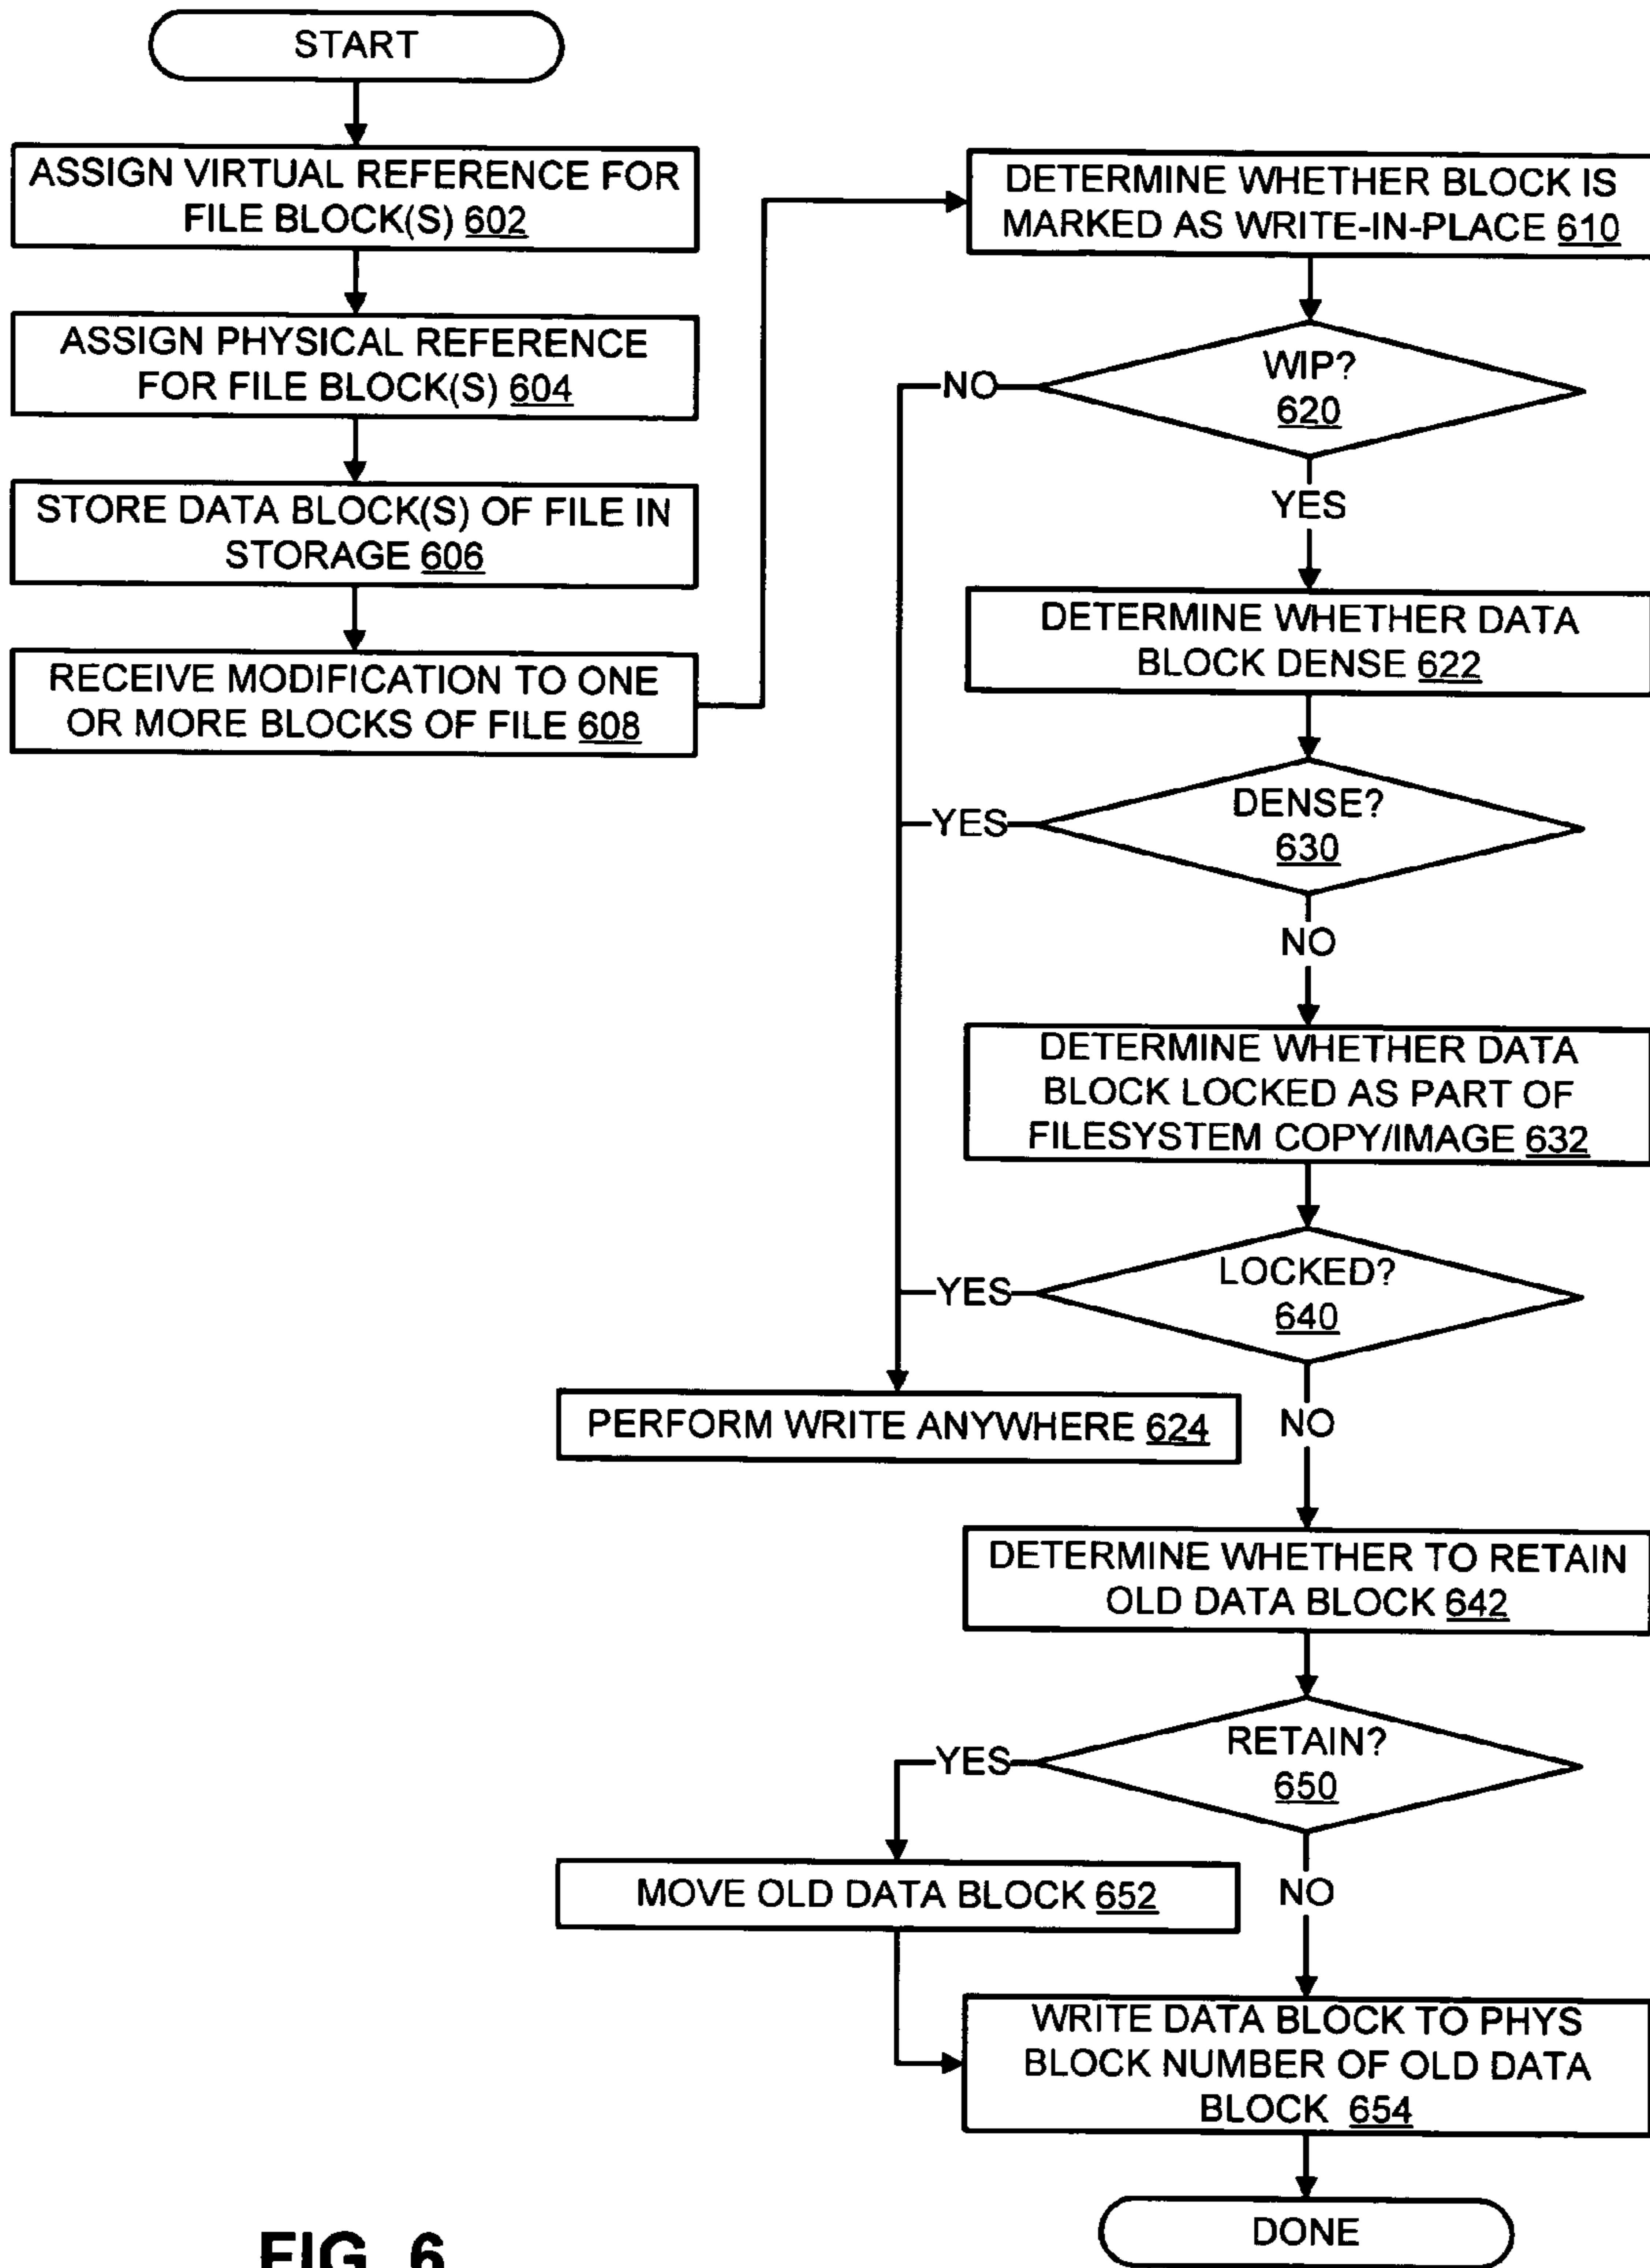 START
ASSIGN VIRTUAL REFERENCE FOR
FILE BLOCK(S) 602
ASSIGN PHYSICAL REFERENCE
FOR FILE BLOCK(S) 604
STORE DATA BLOCK(S) OF FILE IN
STORAGE 606
RECEIVE MODIFICATION TO ONE
OR MORE BLOCKS OF FILE 608
DETERMINE WHETHER BLOCK IS
MARKED AS WRITE-IN-PLACE 610
WIP?
620
NO
YES
DETERMINE WHETHER DATA
BLOCK DENSE 622
DENSE?
630
YES
NO
DETERMINE WHETHER DATA
BLOCK LOCKED AS PART OF
FILESYSTEM COPY/IMAGE 632
LOCKED?
640
YES
NO
PERFORM WRITE ANYWHERE 624
DETERMINE WHETHER TO RETAIN
OLD DATA BLOCK 642
RETAIN?
650
YES
NO
MOVE OLD DATA BLOCK 652
WRITE DATA BLOCK TO PHYS
BLOCK NUMBER OF OLD DATA
BLOCK 654
DONE
FIG. 6